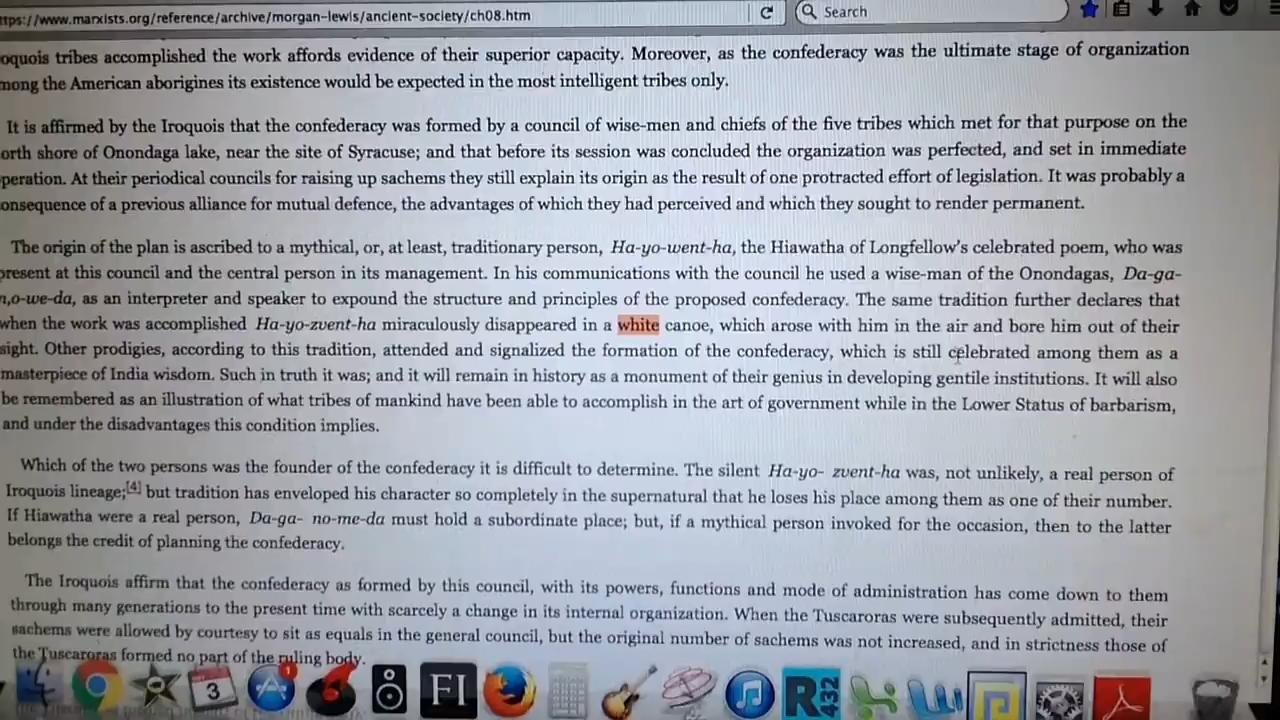 ttps://www.marxists.org/reference/archive/morgan-lewis/ancient-society/ch08.htm
Search
oquois tribes accomplished the work affords evidence of their superior capacity. Moreover, as the confederacy was the ultimate stage of organization
mong the American aborigines its existence would be expected in the most intelligent tribes only.
It is affirmed by the Iroquois that the confederacy was formed by a council of wise-men and chiefs of the five tribes which met for that purpose on the
orth shore of Onondaga lake, near the site of Syracuse; and that before its session was concluded the organization was perfected, and set in immediate
peration. At their periodical councils for raising up sachems they still explain its origin as the result of one protracted effort of legislation. It was probably a
onsequence of a previous alliance for mutual defence, the advantages of which they had perceived and which they sought to render permanent.
The origin of the plan is ascribed to a mythical, or, at least, traditionary person, Ha-yo-went-ha, the Hiawatha of Longfellow's celebrated poem, who was
present at this council and the central person in its management. In his communications with the council he used a wise-man of the Onondagas, Da-ga-
n,o-we-da, as an interpreter and speaker to expound the structure and principles of the proposed confederacy. The same tradition further declares that
when the work was accomplished Ha-yo-zvent-ha miraculously disappeared in a white canoe, which arose with him in the air and bore him out of their
sight. Other prodigies, according to this tradition, attended and signalized the formation of the confederacy, which is still celebrated among them as a
masterpiece of India wisdom. Such in truth it was; and it will remain in history as a monument of their genius in developing gentile institutions. It will also
be remembered as an illustration of what tribes of mankind have been able to accomplish in the art of government while in the Lower Status of barbarism,
and under the disadvantages this condition implies.
Which of the two persons was the founder of the confederacy it is difficult to determine. The silent Ha-yo- zvent-ha was, not unlikely, a real person of
Iroquois lineage;[4] but tradition has enveloped his character so completely in the supernatural that he loses his place among them as one of their number.
If Hiawatha were a real person, Da-ga- no-me-da must hold a subordinate place; but, if a mythical person invoked for the occasion, then to the latter
belongs the credit of planning the confederacy.
The Iroquois affirm that the confederacy as formed by this council, with its powers, functions and mode of administration has come down to them
through many generations to the present time with scarcely a change in its internal organization. When the Tuscaroras were subsequently admitted, their
sachems were allowed by courtesy to sit as equals in the general council, but the original number of sachems was not increased, and in strictness those of
the Tuscaroras formed no part of the ruling body.
3
1
FI
R
432